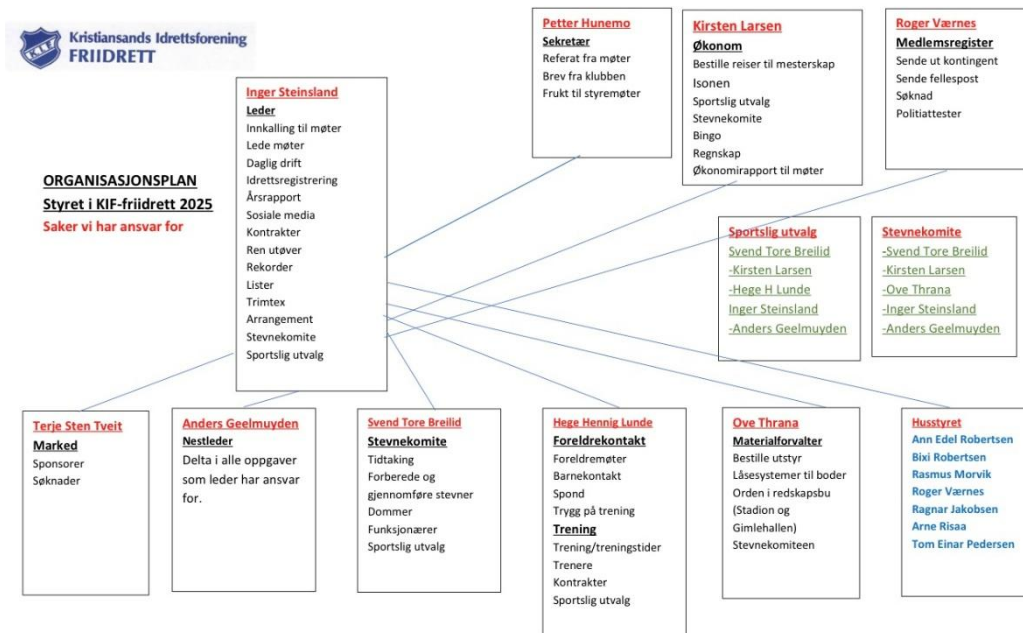 KIF
Kristiansands Idrettsforening
FRIIDRETT
ORGANISASJONSPLAN
Styret i KIF-friidrett 2025
Saker vi har ansvar for
Inger Steinsland
Leder
Innkalling til møter
Lede møter
Daglig drift
Idrettsregistrering
Årsrapport
Sosiale media
Kontrakter
Ren utøver
Rekorder
Lister
Trimtex
Arrangement
Stevnekomite
Sportslig utvalg
Petter Hunemo
Sekretær
Referat fra møter
Brev fra klubben
Frukt til styremøter
Kirsten Larsen
Økonom
Bestille reiser til mesterskap
Isonen
Sportslig utvalg
Stevnekomite
Bingo
Regnskap
Økonomirapport til møter
Roger Værnes
Medlemsregister
Sende ut kontingent
Sende fellespost
Søknad
Politiattester
Sportslig utvalg
Svend Tore Breilid
-Kirsten Larsen
-Hege H Lunde
Inger Steinsland
-Anders Geelmuyden
Stevnekomite
-Svend Tore Breilid
-Kirsten Larsen
-Ove Thrana
-Inger Steinsland
-Anders Geelmuyden
Terje Sten Tveit
Marked
Sponsorer
Søknader
Anders Geelmuyden
Nestleder
Delta i alle oppgaver
som leder har ansvar
for.
Svend Tore Breilid
Stevnekomite
Tidtaking
Forberede og
gjennomføre stevner
Dommer
Funksjonærer
Sportslig utvalg
Hege Hennig Lunde
Foreldrekontakt
Foreldremøter
Barnekontakt
Spond
Trygg på trening
Trening
Trening/treningstider
Trenere
Kontrakter
Sportslig utvalg
Ove Thrana
Materialforvalter
Bestille utstyr
Låsesystemer til boder
Orden i redskapsbu
(Stadion og
Gimlehallen)
Stevnekomiteen
Husstyret
Ann Edel Robertsen
Bixi Robertsen
Rasmus Morvik
Roger Værnes
Ragnar Jakobsen
Arne Risaa
Tom Einar Pedersen